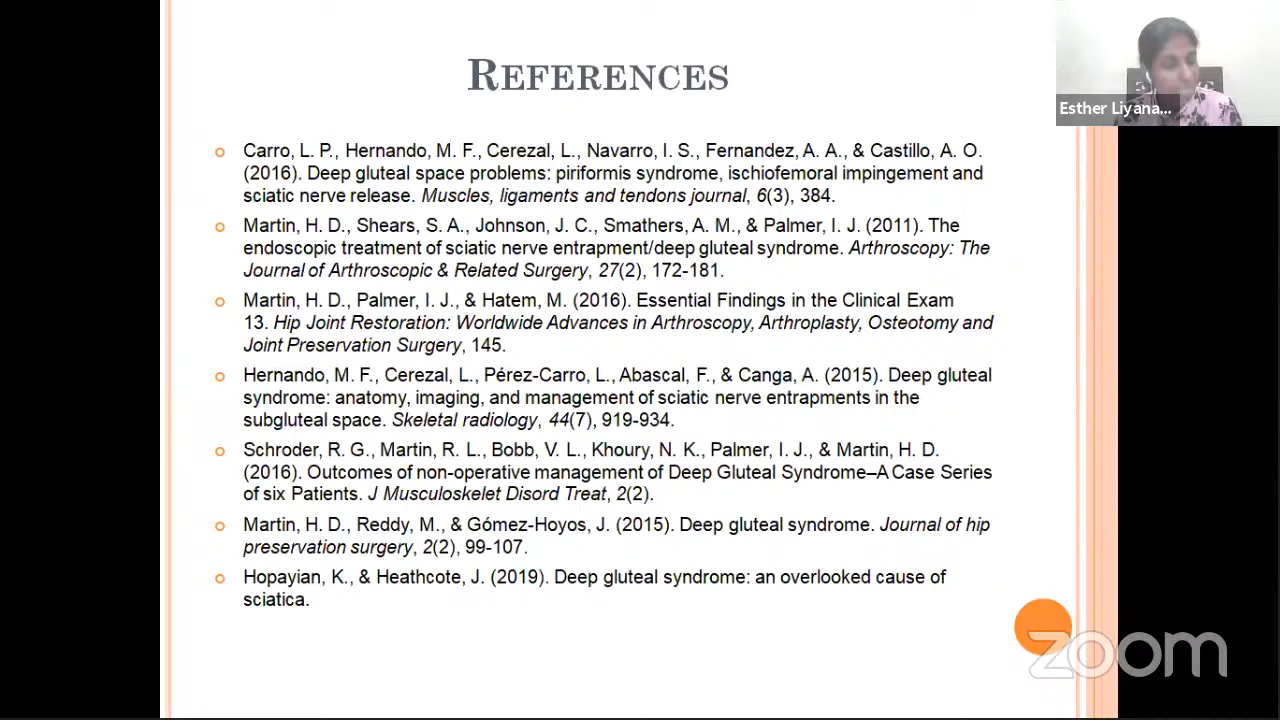 REFERENCES
Esther Liyana...
Carro, L. P., Hernando, M. F., Cerezal, L., Navarro, I. S., Fernandez, A. A., & Castillo, A. O.
(2016). Deep gluteal space problems: piriformis syndrome, ischiofemoral impingement and
sciatic nerve release. Muscles, ligaments and tendons journal, 6(3), 384.
Martin, H. D., Shears, S. A., Johnson, J. C., Smathers, A. M., & Palmer, I. J. (2011). The
endoscopic treatment of sciatic nerve entrapment/deep gluteal syndrome. Arthroscopy: The
Journal of Arthroscopic & Related Surgery, 27(2), 172-181.
Martin, H. D., Palmer, I. J., & Hatem, M. (2016). Essential Findings in the Clinical Exam
13. Hip Joint Restoration: Worldwide Advances in Arthroscopy, Arthroplasty, Osteotomy and
Joint Preservation Surgery, 145.
Hernando, M. F., Cerezal, L., Pérez-Carro, L., Abascal, F., & Canga, A. (2015). Deep gluteal
syndrome: anatomy, imaging, and management of sciatic nerve entrapments in the
subgluteal space. Skeletal radiology, 44(7), 919-934.
Schroder, R. G., Martin, R. L., Bobb, V. L., Khoury, N. K., Palmer, I. J., & Martin, H. D.
(2016). Outcomes of non-operative management of Deep Gluteal Syndrome–A Case Series
of six Patients. J Musculoskelet Disord Treat, 2(2).
Martin, H. D., Reddy, M., & Gómez-Hoyos, J. (2015). Deep gluteal syndrome. Journal of hip
preservation surgery, 2(2), 99-107.
Hopayian, K., & Heathcote, J. (2019). Deep gluteal syndrome: an overlooked cause of
sciatica.
zoom